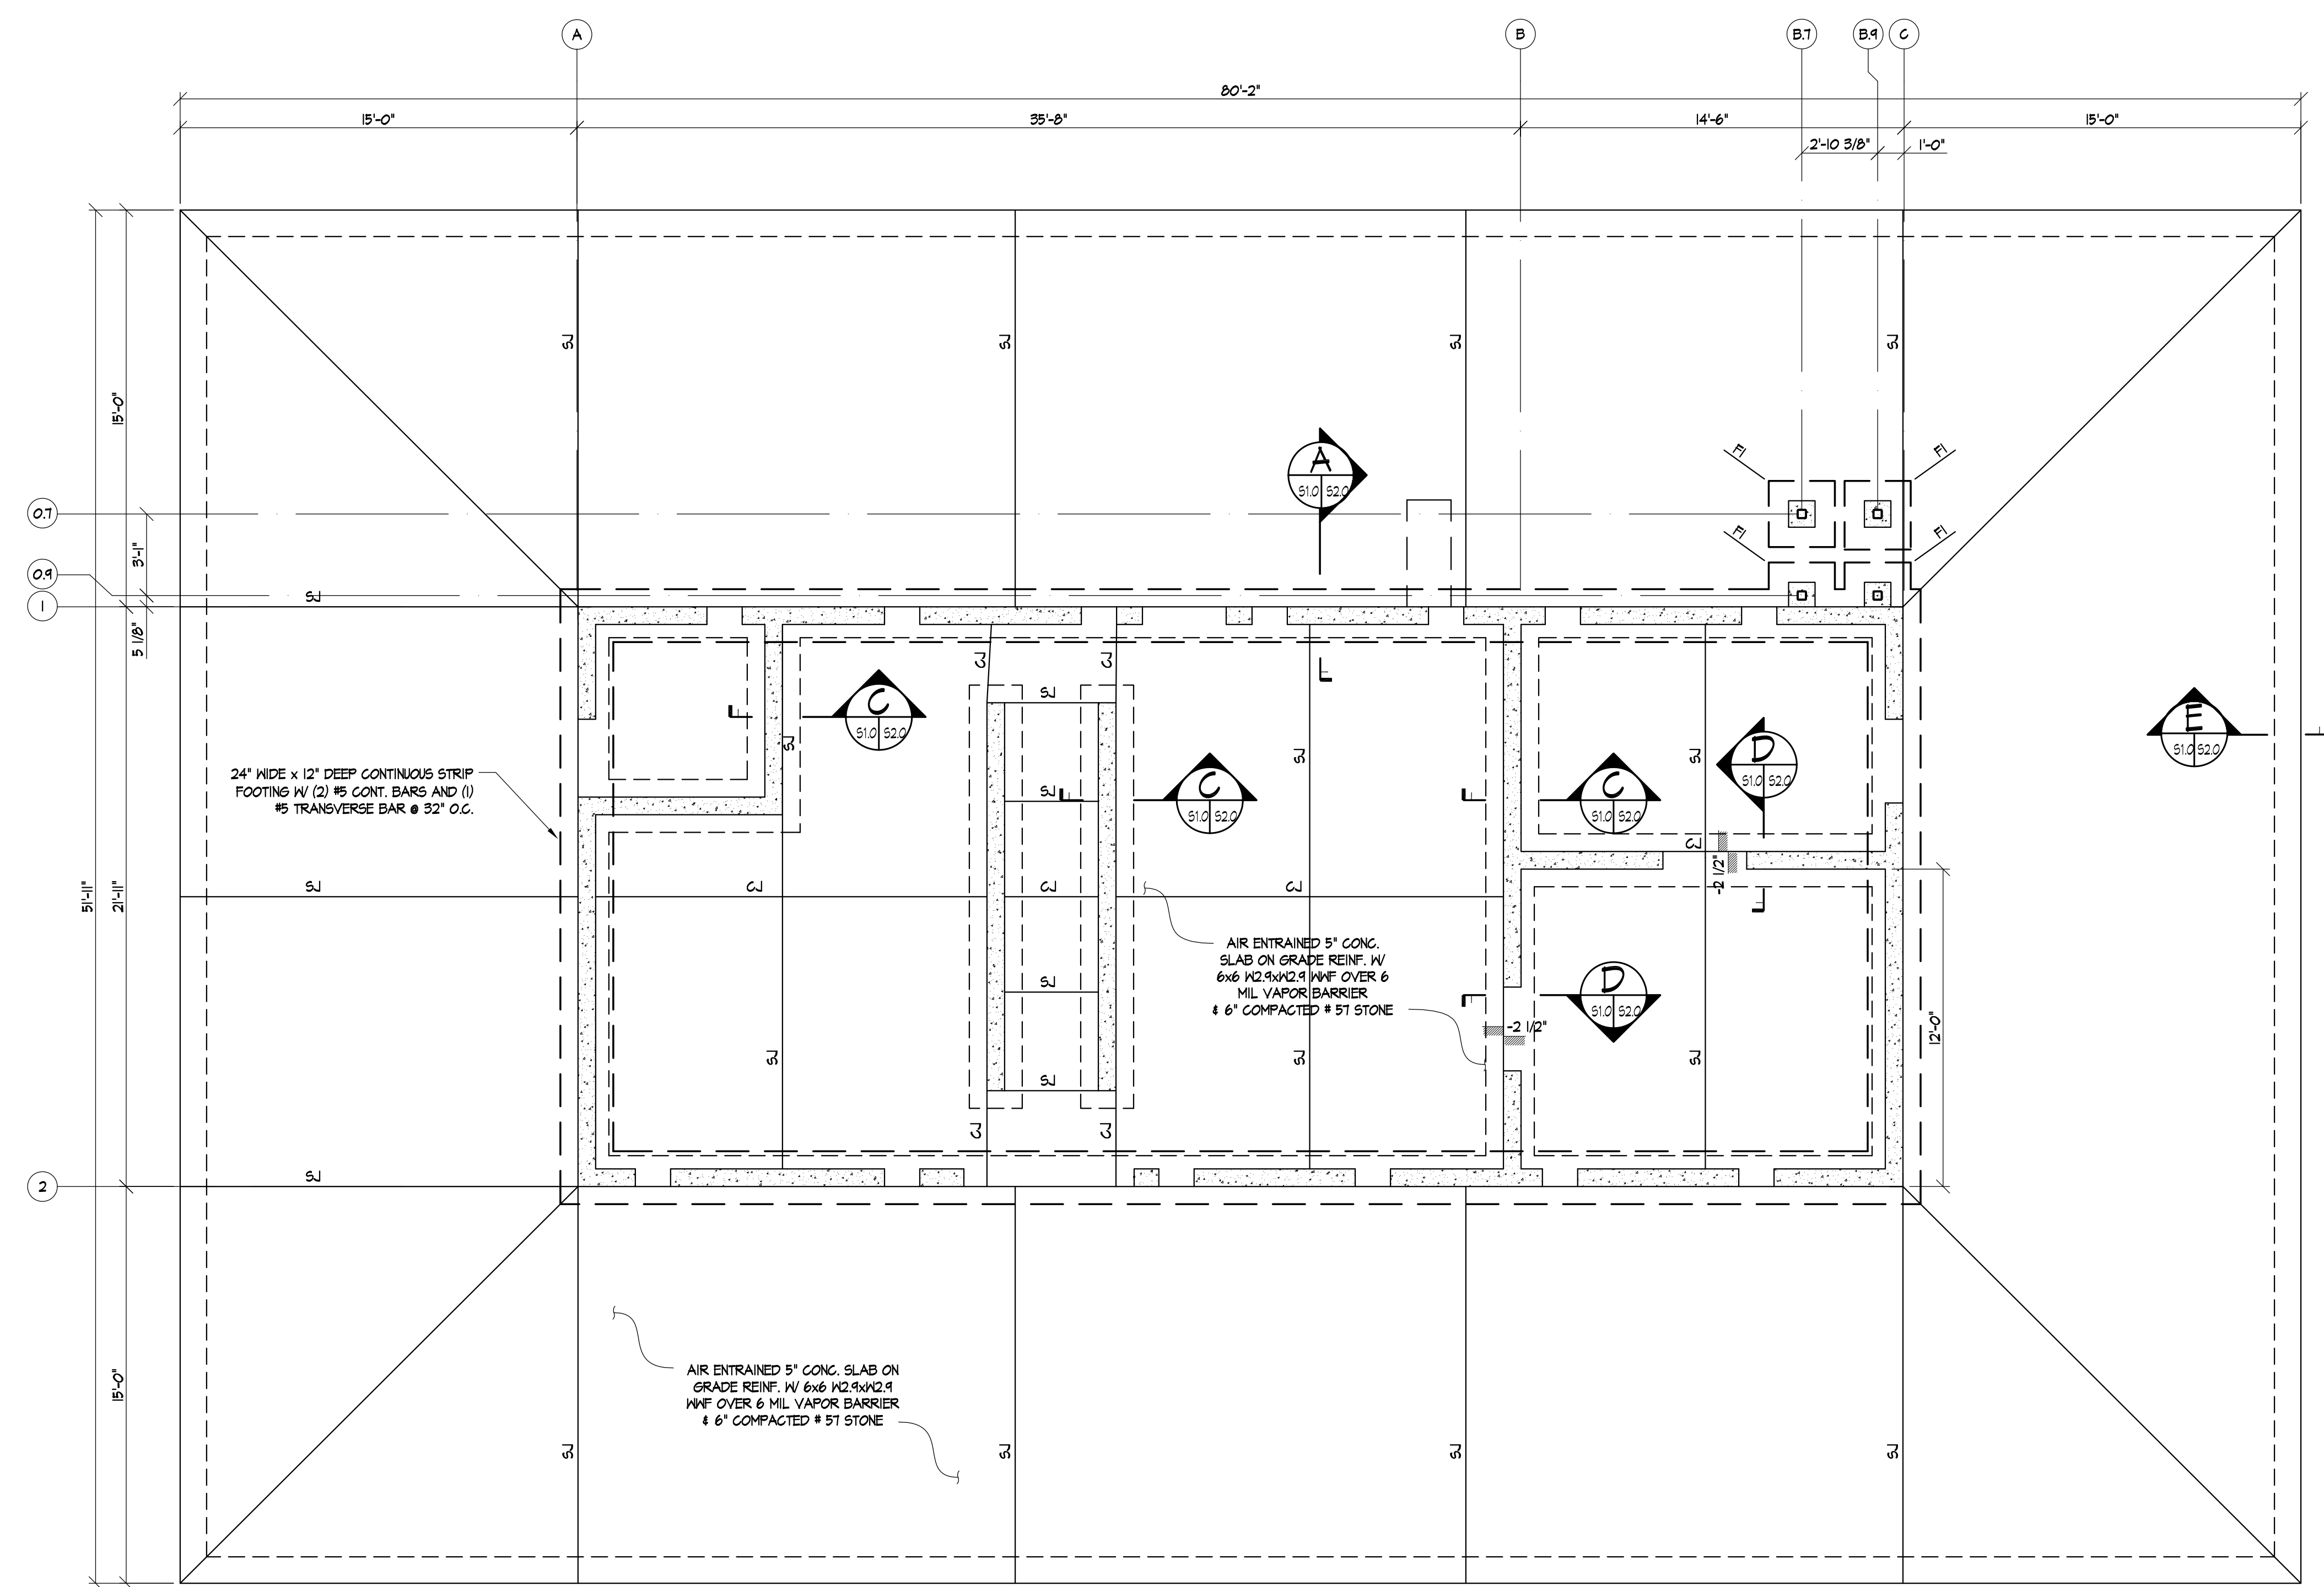 A
B
B.7
B.9
C
80'-2"
15'-0"
35'-8"
14'-6"
15'-0"
2'-10 3/8"
1'-0"
SJ
SJ
SJ
SJ
15'-0"
A
S1.0 S2.0
F1
F1
0.7
F1
F1
3'-1"
0.9
1
SJ
5 1/8"
CJ
CJ
SJ
C
S1.0 S2.0
SJ
E
S1.0 S2.0
SJ
SJ
D
S1.0 S2.0
24" WIDE x 12" DEEP CONTINUOUS STRIP
FOOTING W/ (2) #5 CONT. BARS AND (1)
#5 TRANSVERSE BAR @ 32" O.C.
SJ
C
S1.0 S2.0
C
S1.0 S2.0
CJ
-2 1/2"
51'-11"
21'-11"
SJ
CJ
CJ
CJ
AIR ENTRAINED 5" CONC.
SLAB ON GRADE REINF. W/
6x6 W2.9xW2.9 WWF OVER 6
MIL VAPOR BARRIER
& 6" COMPACTED # 57 STONE
SJ
D
S1.0 S2.0
-2 1/2"
12'-0"
SJ
SJ
SJ
SJ
CJ
CJ
2
SJ
AIR ENTRAINED 5" CONC. SLAB ON
GRADE REINF. W/ 6x6 W2.9xW2.9
WWF OVER 6 MIL VAPOR BARRIER
& 6" COMPACTED # 57 STONE
15'-0"
SJ
SJ
SJ
SJ